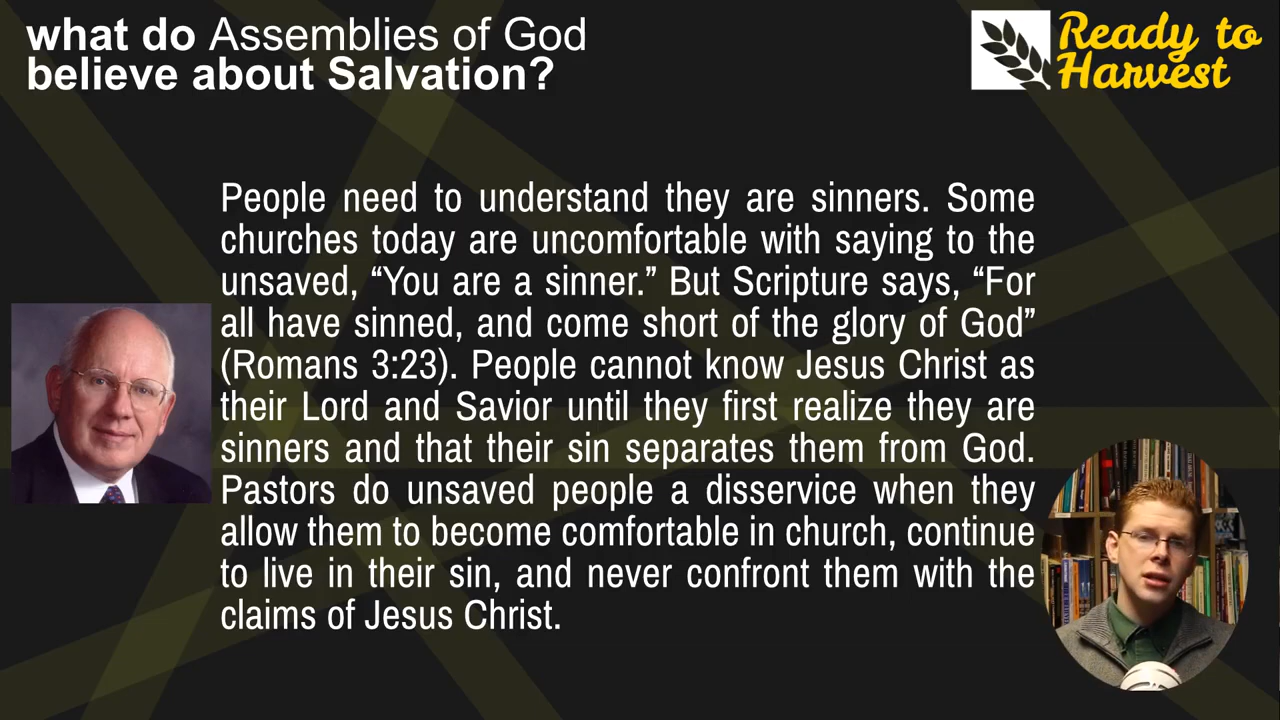 what do Assemblies of God
believe about Salvation?
Ready to
Harvest
People need to understand they are sinners. Some
churches today are uncomfortable with saying to the
unsaved, “You are a sinner.” But Scripture says, “For
all have sinned, and come short of the glory of God”
(Romans 3:23). People cannot know Jesus Christ as
their Lord and Savior until they first realize they are
sinners and that their sin separates them from God.
Pastors do unsaved people a disservice when they
allow them to become comfortable in church, continue
to live in their sin, and never confront them with the
claims of Jesus Christ.